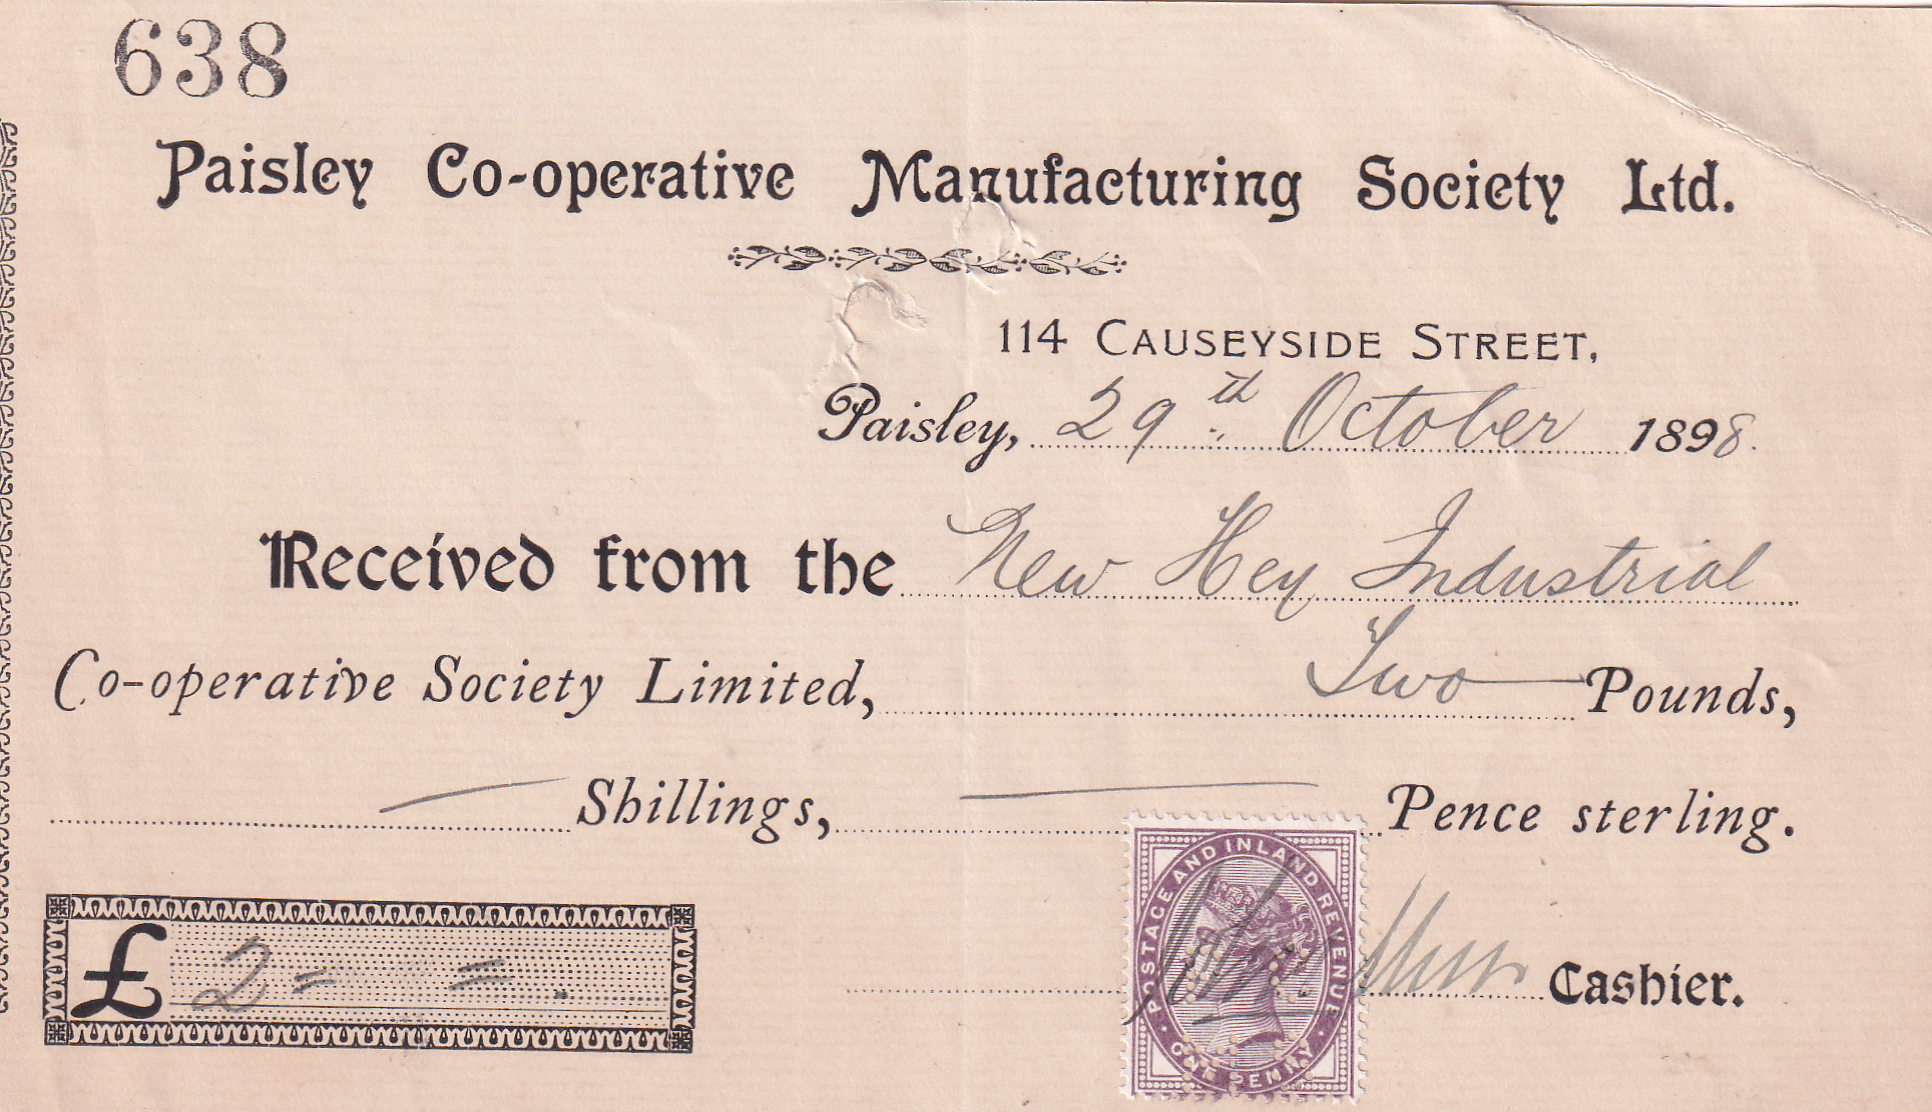 638
Paisley Co-operative Manufacturing Society Ltd.
114 CAUSEYSIDE STREET,
Paisley, 29th October 1898.
Received from the New Hey Industrial
Co-operative Society Limited, Two Pounds,
Shillings, Pence sterling.
POSTAGE AND INLAND REVENUE
ONE PENNY
£ 2 = =
Cashier.